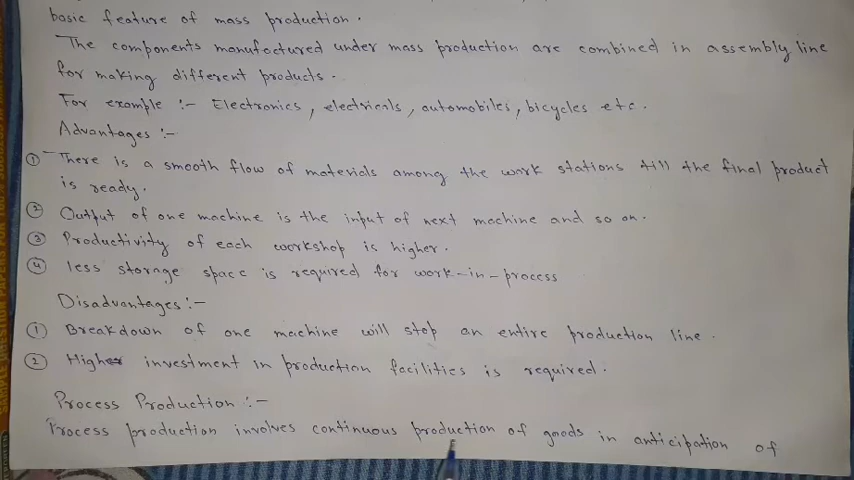 basic feature of mass production.
The components manufactured under mass production are combined in assembly line
for making different products.
For example :- Electronics, electricals, automobiles, bicycles etc.
Advantages :-
① There is a smooth flow of materials among the work stations till the final product
is ready.
② Output of one machine is the input of next machine and so on.
③ Productivity of each workshop is higher.
④ less storage space is required for work-in-process
Disadvantages :-
① Breakdown of one machine will stop an entire production line.
② Higher investment in production facilities is required.
Process Production :-
Process production involves continuous production of goods in anticipation of